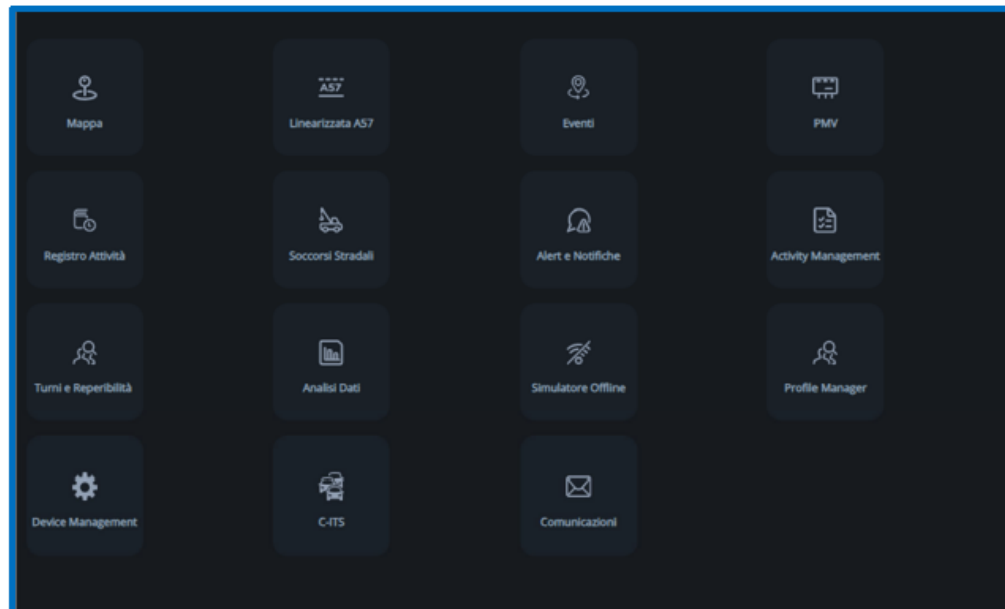 Mappa
A57
Linearizzata A57
Eventi
PMV
Registro Attività
Soccorsi Stradali
Alert e Notifiche
Activity Management
Turni e Reperibilità
Analisi Dati
Simulatore Offline
Profile Manager
Device Management
C-ITS
Comunicazioni